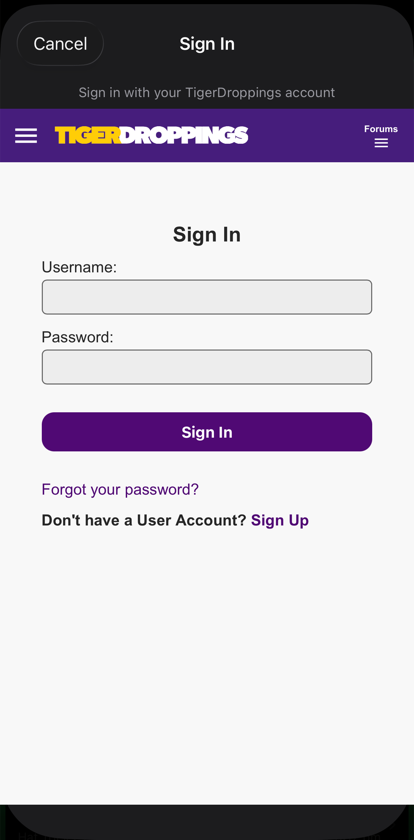 Cancel
Sign In
Sign in with your TigerDroppings account
TIGERDROPPINGS
Forums
Sign In
Username:
Password:
Sign In
Forgot your password?
Don't have a User Account? Sign Up